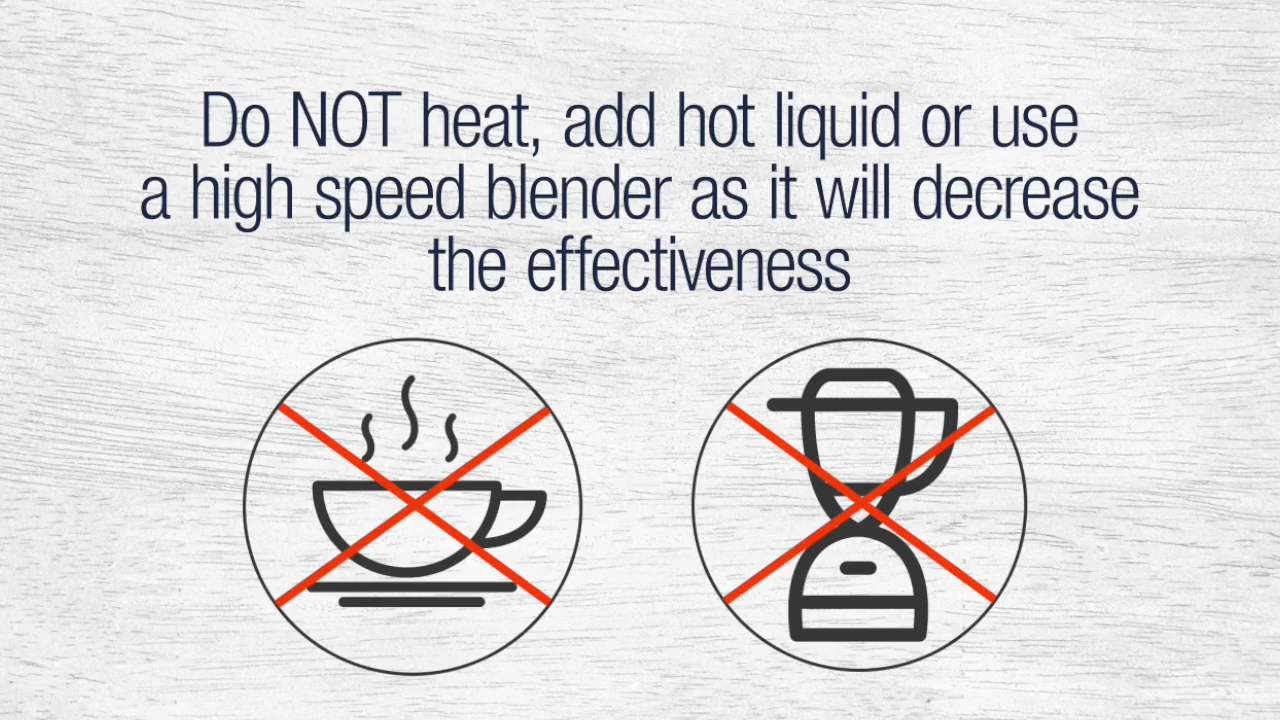 Do NOT heat, add hot liquid or use
a high speed blender as it will decrease
the effectiveness